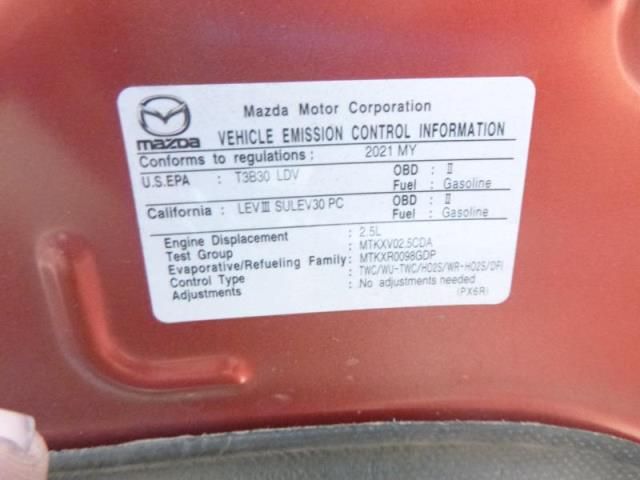 Mazda Motor Corporation
mazda VEHICLE EMISSION CONTROL INFORMATION
Conforms to regulations : 2021 MY
U.S.EPA : T3B30 LDV OBD : II
Fuel : Gasoline
California : LEVIII SULEV30 PC OBD : II
Fuel : Gasoline
Engine Displacement : 2.5L
Test Group : MTKXV02.5CDA
Evaporative/Refueling Family: MTKXR0098GDP
Control Type : TWC/WU-TWC/HO2S/WR-HO2S/DFI
Adjustments : No adjustments needed
(PX6R)